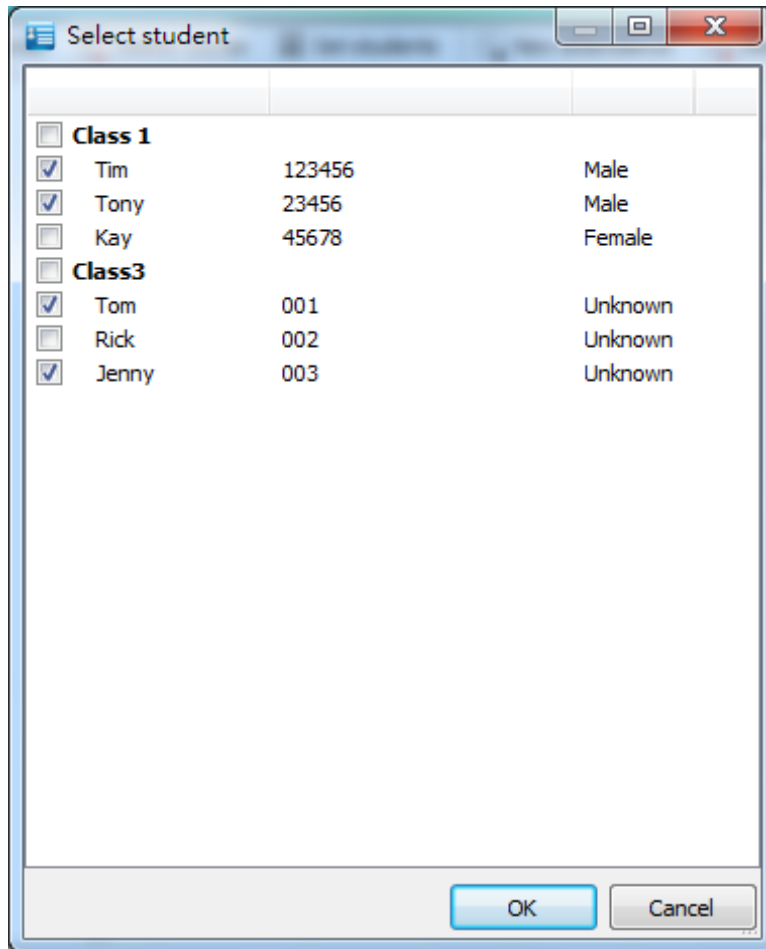 Select student
Class 1
Tim 123456 Male
Tony 23456 Male
Kay 45678 Female
Class3
Tom 001 Unknown
Rick 002 Unknown
Jenny 003 Unknown
OK Cancel